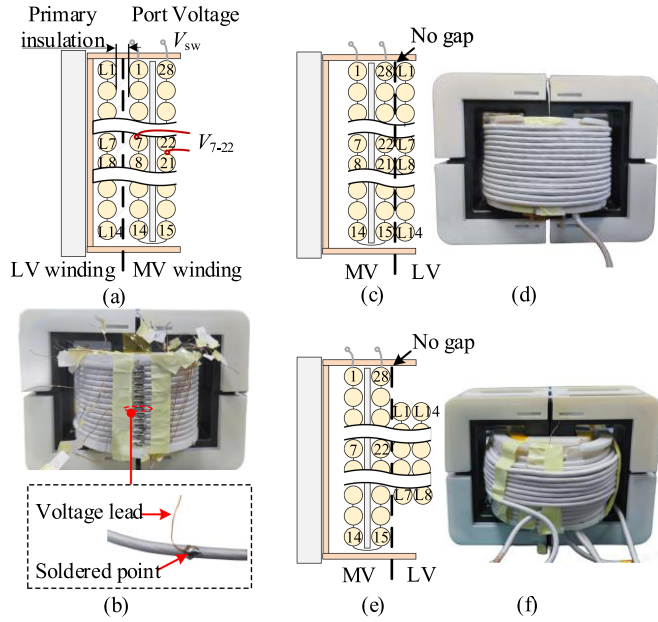 Primary insulation
Port Voltage
V_sw
L1 1 28
L7 7 22
V_7-22
L8 8 21
L14 14 15
LV winding MV winding
(a)
Voltage lead
Soldered point
(b)
No gap
1 28 L1
7 22 L7
8 21 L8
14 15 L14
MV LV
(c)
(d)
No gap
1 28
L1 L14
7 22
L7 L8
14 15
MV LV
(e)
(f)